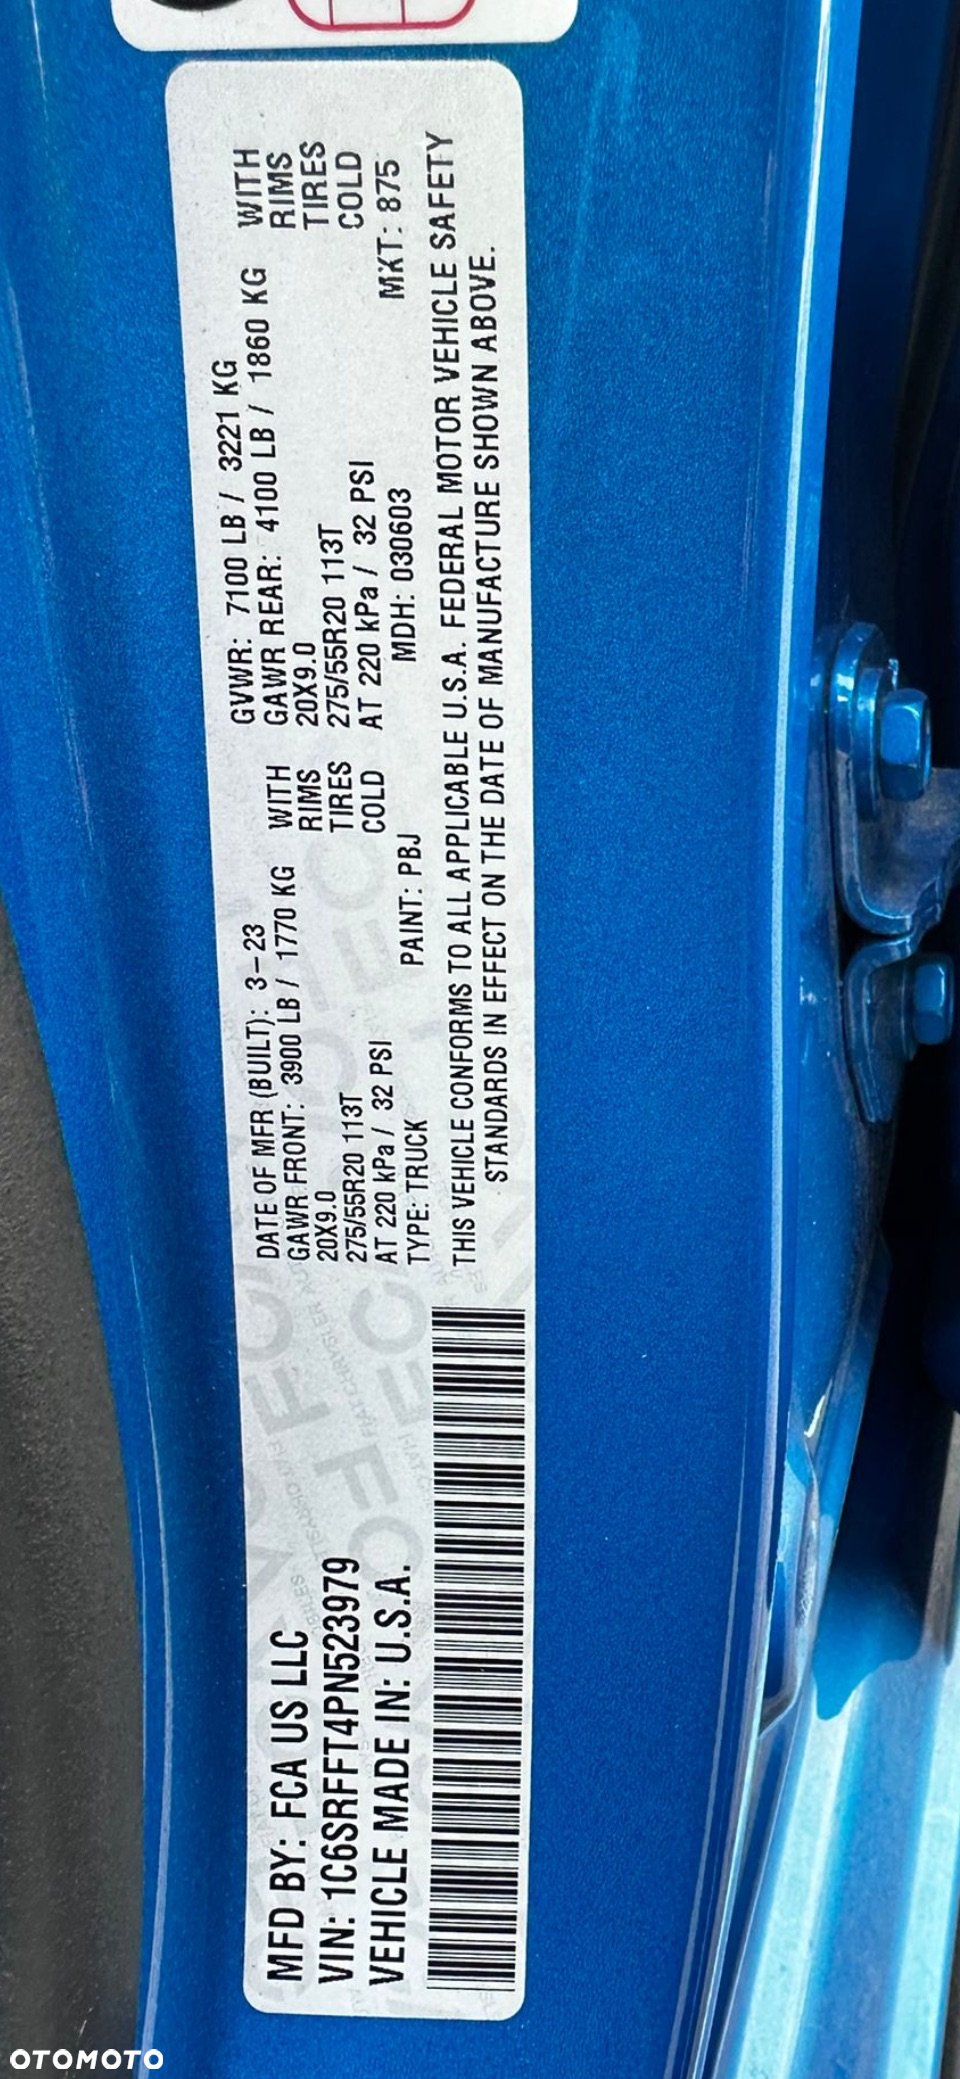 MFD BY: FCA US LLC
VIN: 1C6SRFFT4PN523979
VEHICLE MADE IN: U.S.A.
DATE OF MFR (BUILT): 3-23
GAWR FRONT: 3900 LB / 1770 KG WITH
20X9.0 RIMS
275/55R20 113T TIRES
AT 220 kPa / 32 PSI COLD
TYPE: TRUCK PAINT: PBJ
GVWR: 7100 LB / 3221 KG
GAWR REAR: 4100 LB / 1860 KG WITH
20X9.0 RIMS
275/55R20 113T TIRES
AT 220 kPa / 32 PSI COLD
MDH: 030603 MKT: 875
THIS VEHICLE CONFORMS TO ALL APPLICABLE U.S.A. FEDERAL MOTOR VEHICLE SAFETY
STANDARDS IN EFFECT ON THE DATE OF MANUFACTURE SHOWN ABOVE.
OTOMOTO